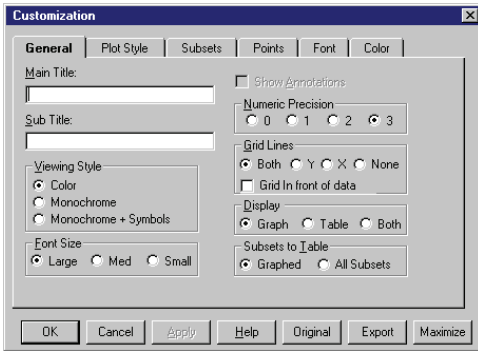 Customization
General Plot Style Subsets Points Font Color
Main Title:
Sub Title:
Viewing Style
Color
Monochrome
Monochrome + Symbols
Font Size
Large Med Small
Show Annotations
Numeric Precision
0 1 2 3
Grid Lines
Both Y X None
Grid In front of data
Display
Graph Table Both
Subsets to Table
Graphed All Subsets
OK Cancel Apply Help Original Export Maximize